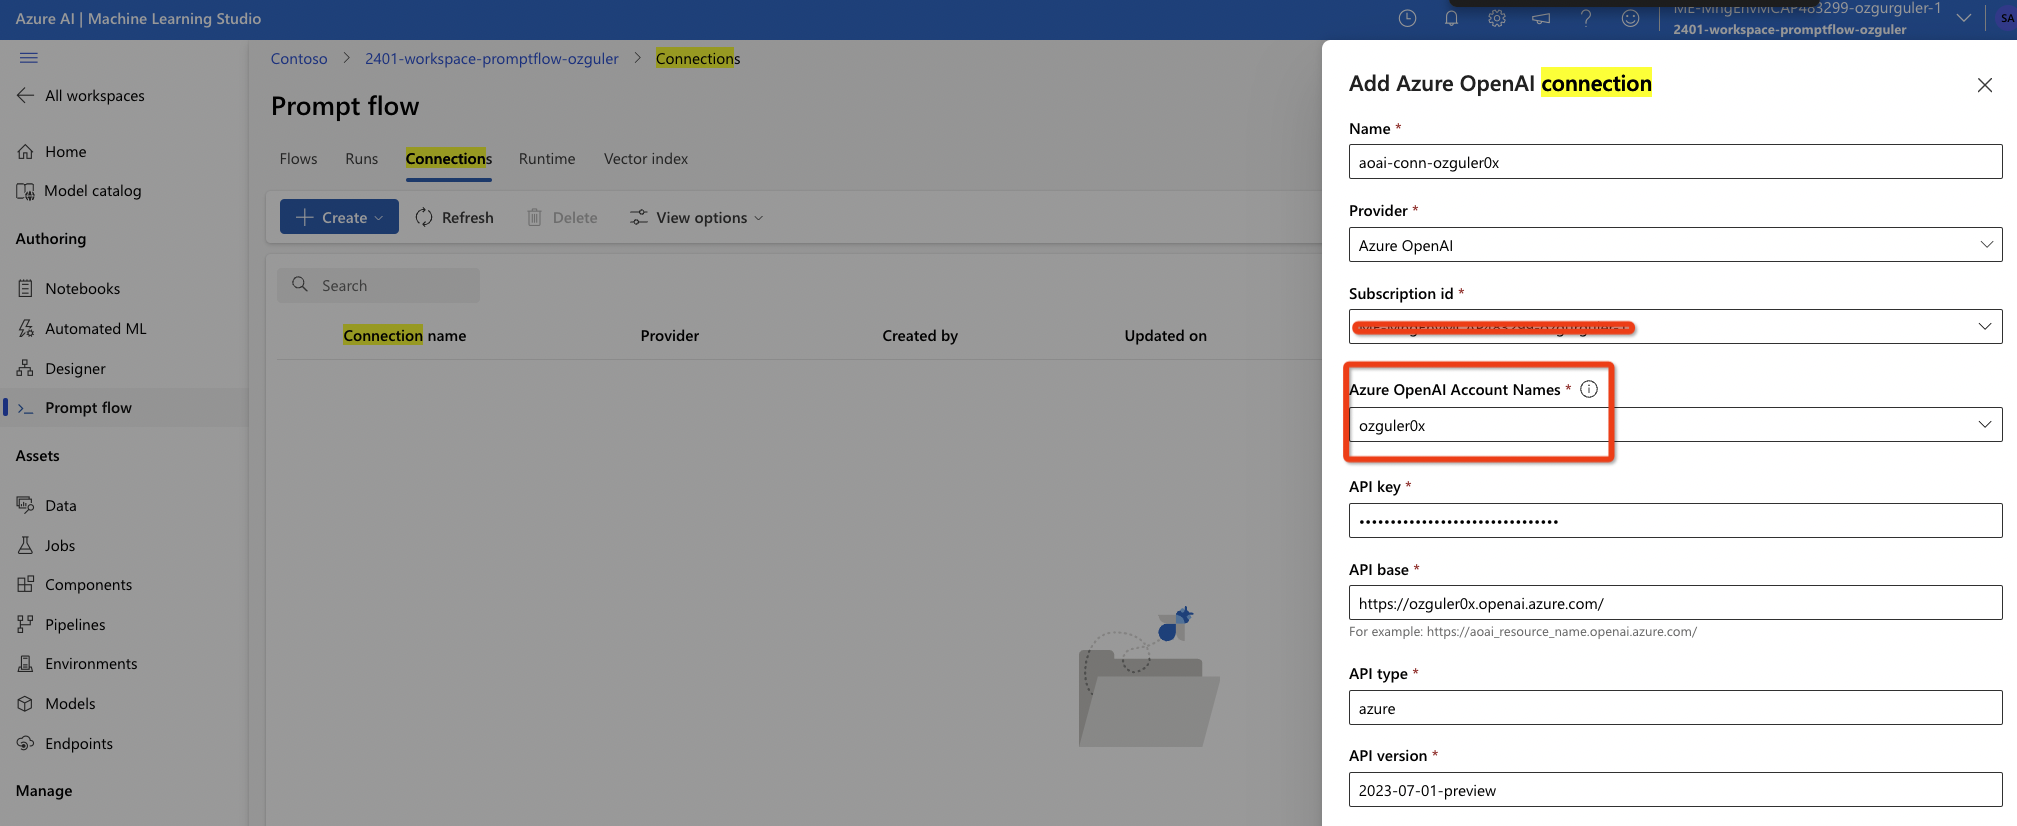 Azure AI | Machine Learning Studio
299-ozgurguler-1
2401-workspace-promptflow-ozguler
SA
All workspaces
Home
Model catalog
Authoring
Notebooks
Automated ML
Designer
Prompt flow
Assets
Data
Jobs
Components
Pipelines
Environments
Models
Endpoints
Manage
Contoso > 2401-workspace-promptflow-ozguler > Connections
Prompt flow
Flows Runs Connections Runtime Vector index
Create Refresh Delete View options
Search
Connection name Provider Created by Updated on
Add Azure OpenAI connection
Name *
aoai-conn-ozguler0x
Provider *
Azure OpenAI
Subscription id *
Azure OpenAI Account Names *
ozguler0x
API key *
••••••••••••••••••••••••••••••••
API base *
https://ozguler0x.openai.azure.com/
For example: https://aoai_resource_name.openai.azure.com/
API type *
azure
API version *
2023-07-01-preview